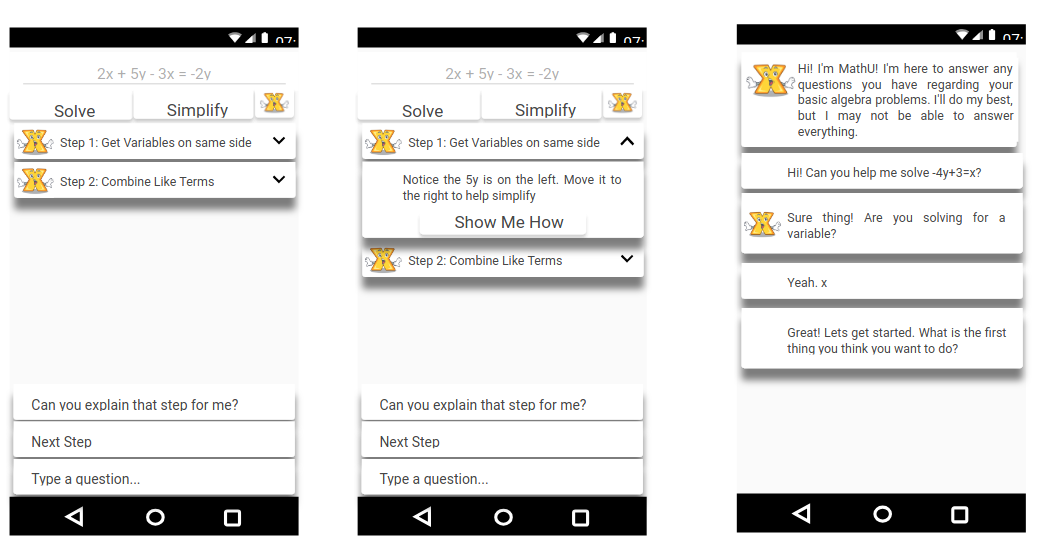 07:
2x + 5y - 3x = -2y
Solve
Simplify
Step 1: Get Variables on same side
Step 2: Combine Like Terms
Can you explain that step for me?
Next Step
Type a question...
07:
2x + 5y - 3x = -2y
Solve
Simplify
Step 1: Get Variables on same side
Notice the 5y is on the left. Move it to
the right to help simplify
Show Me How
Step 2: Combine Like Terms
Can you explain that step for me?
Next Step
Type a question...
07:
Hi! I'm MathU! I'm here to answer any
questions you have regarding your
basic algebra problems. I'll do my best,
but I may not be able to answer
everything.
Hi! Can you help me solve -4y+3=x?
Sure thing! Are you solving for a
variable?
Yeah. x
Great! Lets get started. What is the first
thing you think you want to do?